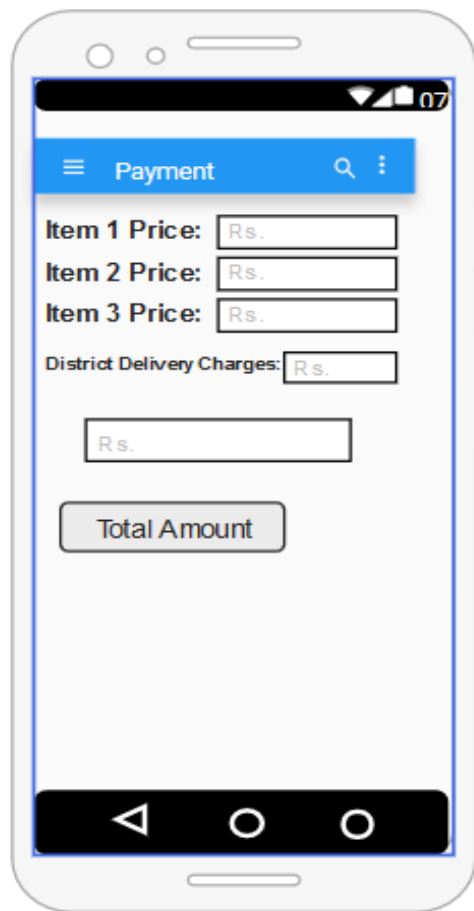 07
Payment
Item 1 Price: Rs.
Item 2 Price: Rs.
Item 3 Price: Rs.
District Delivery Charges: Rs.
Rs.
Total Amount